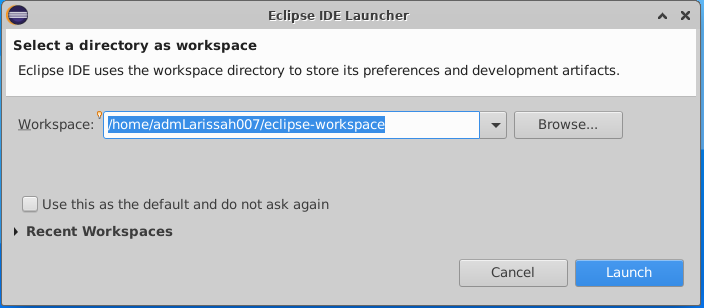 Eclipse IDE Launcher
Select a directory as workspace
Eclipse IDE uses the workspace directory to store its preferences and development artifacts.
Workspace: /home/admLarissah007/eclipse-workspace Browse...
Use this as the default and do not ask again
Recent Workspaces
Cancel Launch